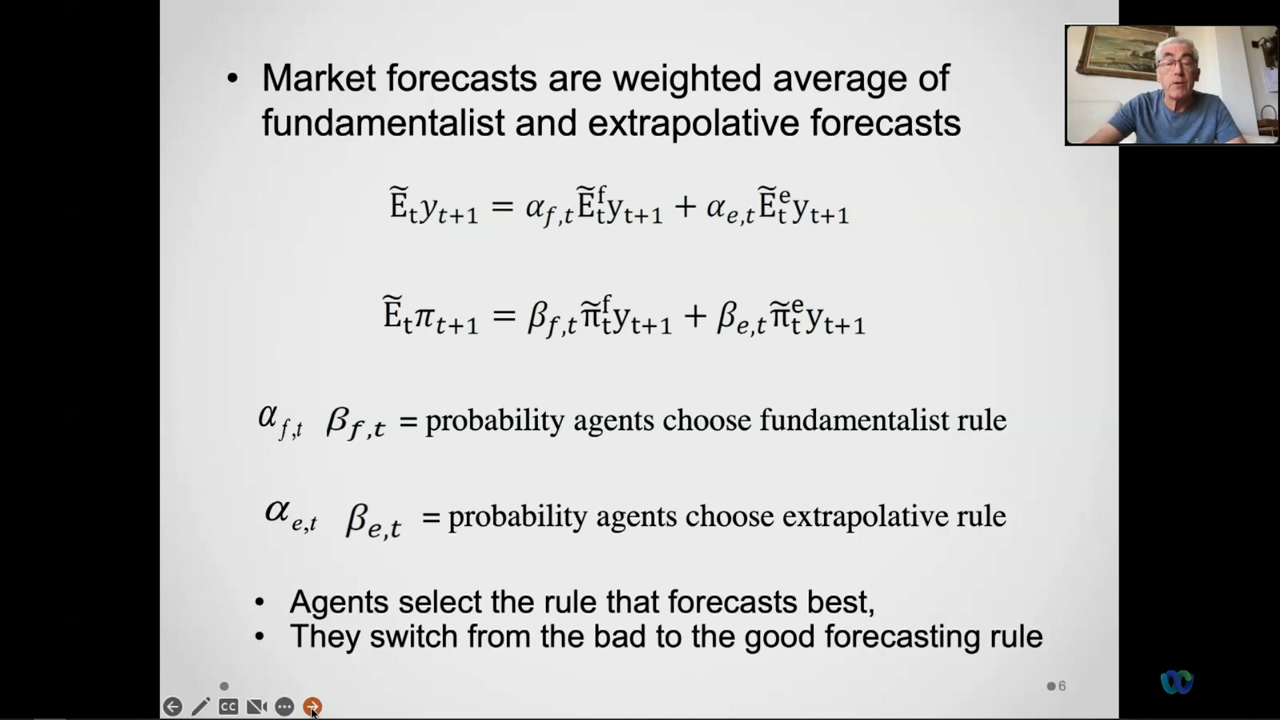 • Market forecasts are weighted average of
fundamentalist and extrapolative forecasts
Ẽ_t y_{t+1} = α_{f,t} Ẽ_t^f y_{t+1} + α_{e,t} Ẽ_t^e y_{t+1}
Ẽ_t π_{t+1} = β_{f,t} π̃_t^f y_{t+1} + β_{e,t} π̃_t^e y_{t+1}
α_{f,t} β_{f,t} = probability agents choose fundamentalist rule
α_{e,t} β_{e,t} = probability agents choose extrapolative rule
• Agents select the rule that forecasts best,
• They switch from the bad to the good forecasting rule
6
CC